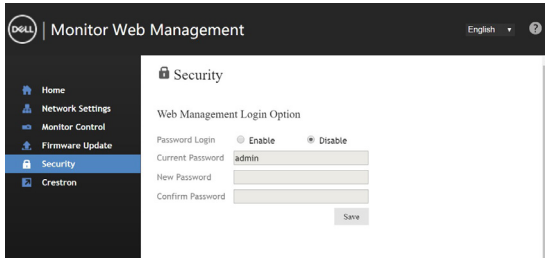 DELL | Monitor Web Management
English ?
Security
Home
Network Settings
Monitor Control
Firmware Update
Security
Crestron
Web Management Login Option
Password Login Enable Disable
Current Password admin
New Password
Confirm Password
Save